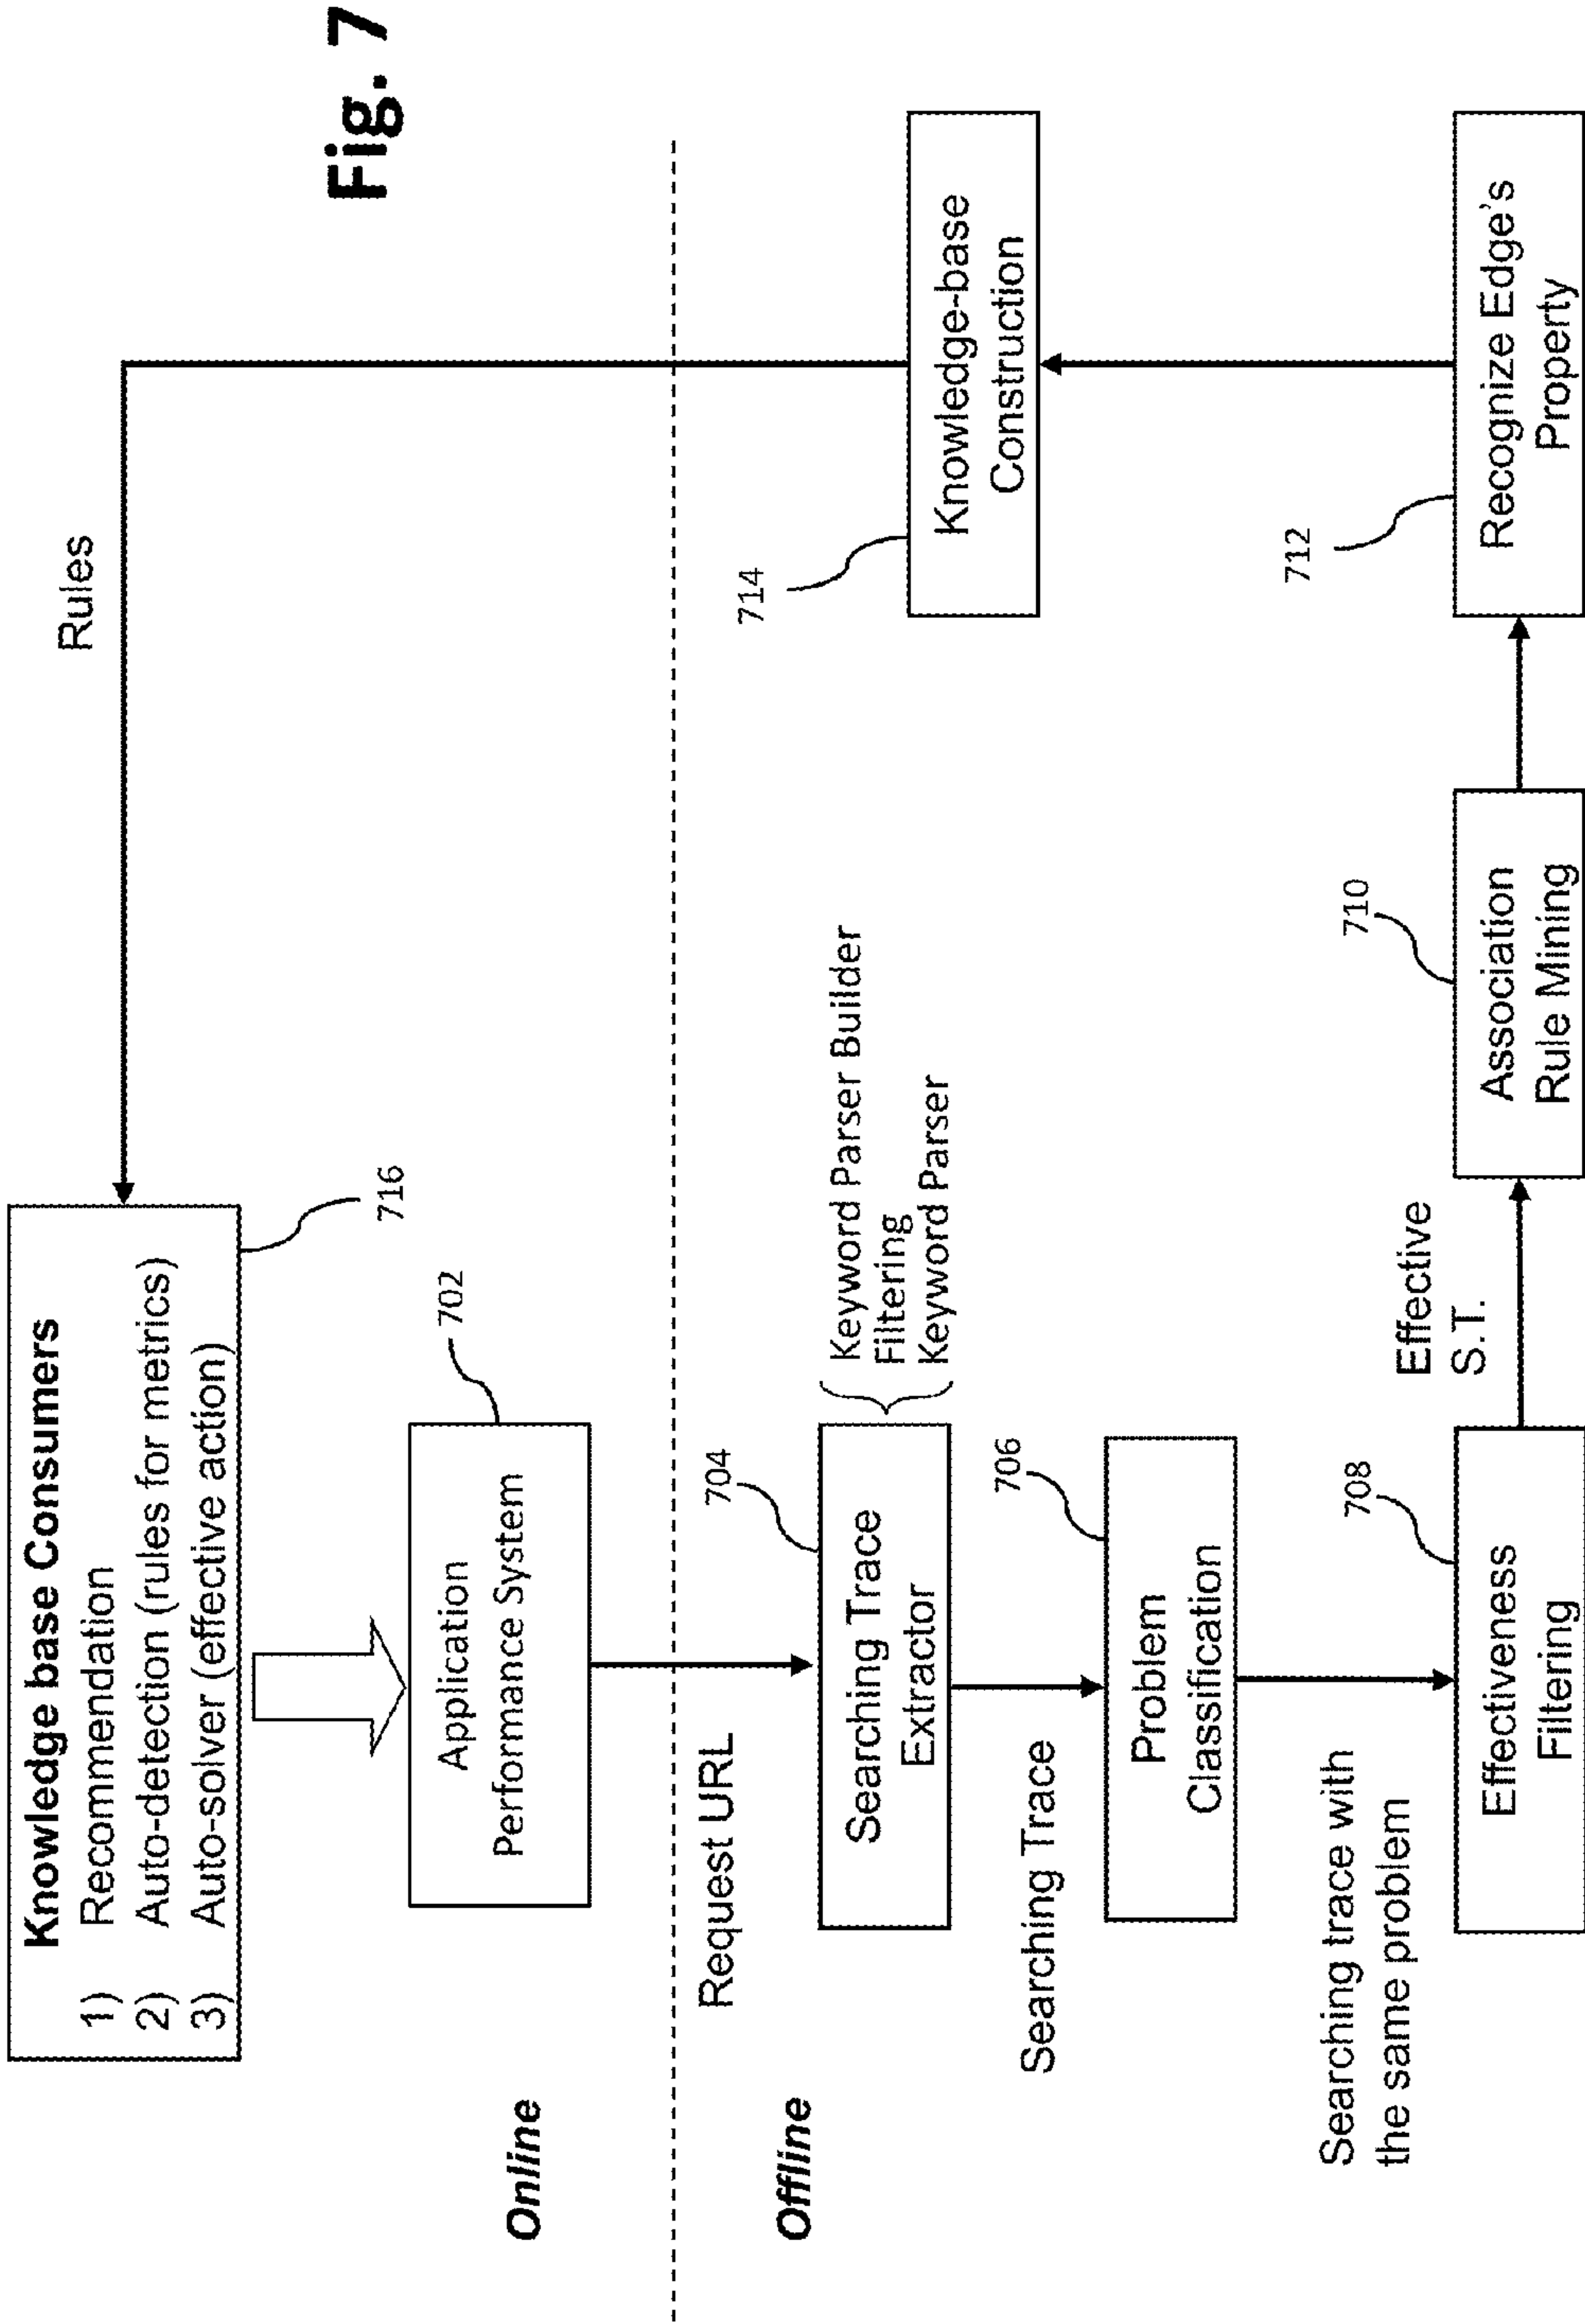 Fig. 7
Knowledge base Consumers
1) Recommendation
2) Auto-detection (rules for metrics)
3) Auto-solver (effective action)
716
Rules
Online
Application
Performance System
702
Offline
Request URL
704
Searching Trace
Extractor
Keyword Parser Builder
Filtering
Keyword Parser
Searching Trace
706
Problem
Classification
Searching trace with
the same problem
708
Effectiveness
Filtering
Effective
S.T.
710
Association
Rule Mining
712
Recognize Edge's
Property
714
Knowledge-base
Construction